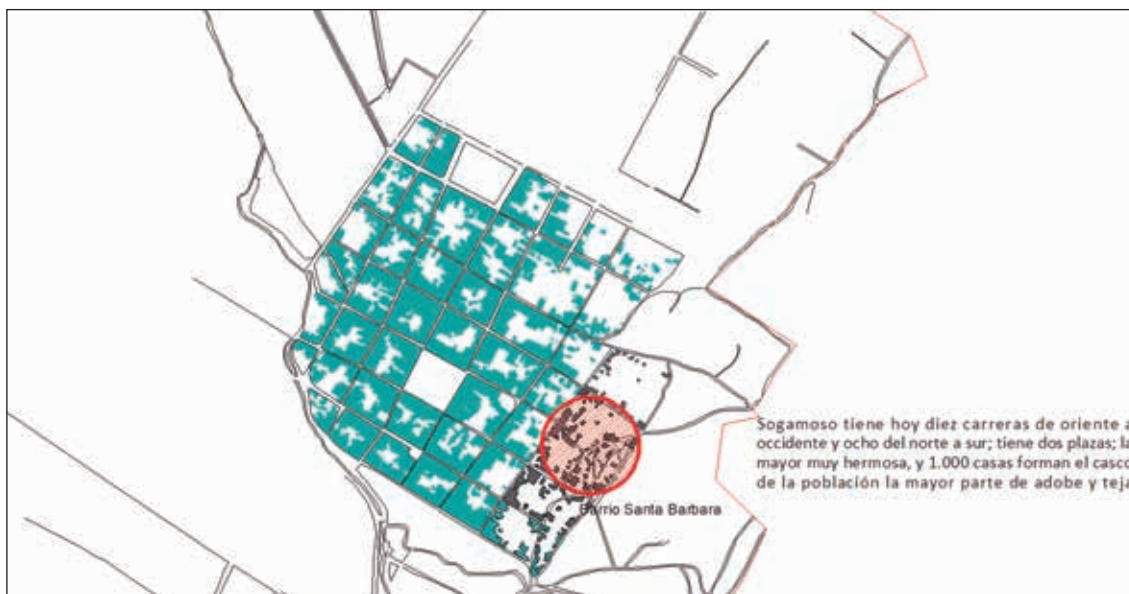 Sogamoso tiene hoy diez carreras de oriente a
occidente y ocho del norte a sur; tiene dos plazas; la
mayor muy hermosa, y 1.000 casas forman el casco
de la población la mayor parte de adobe y teja
Barrio Santa Barbara